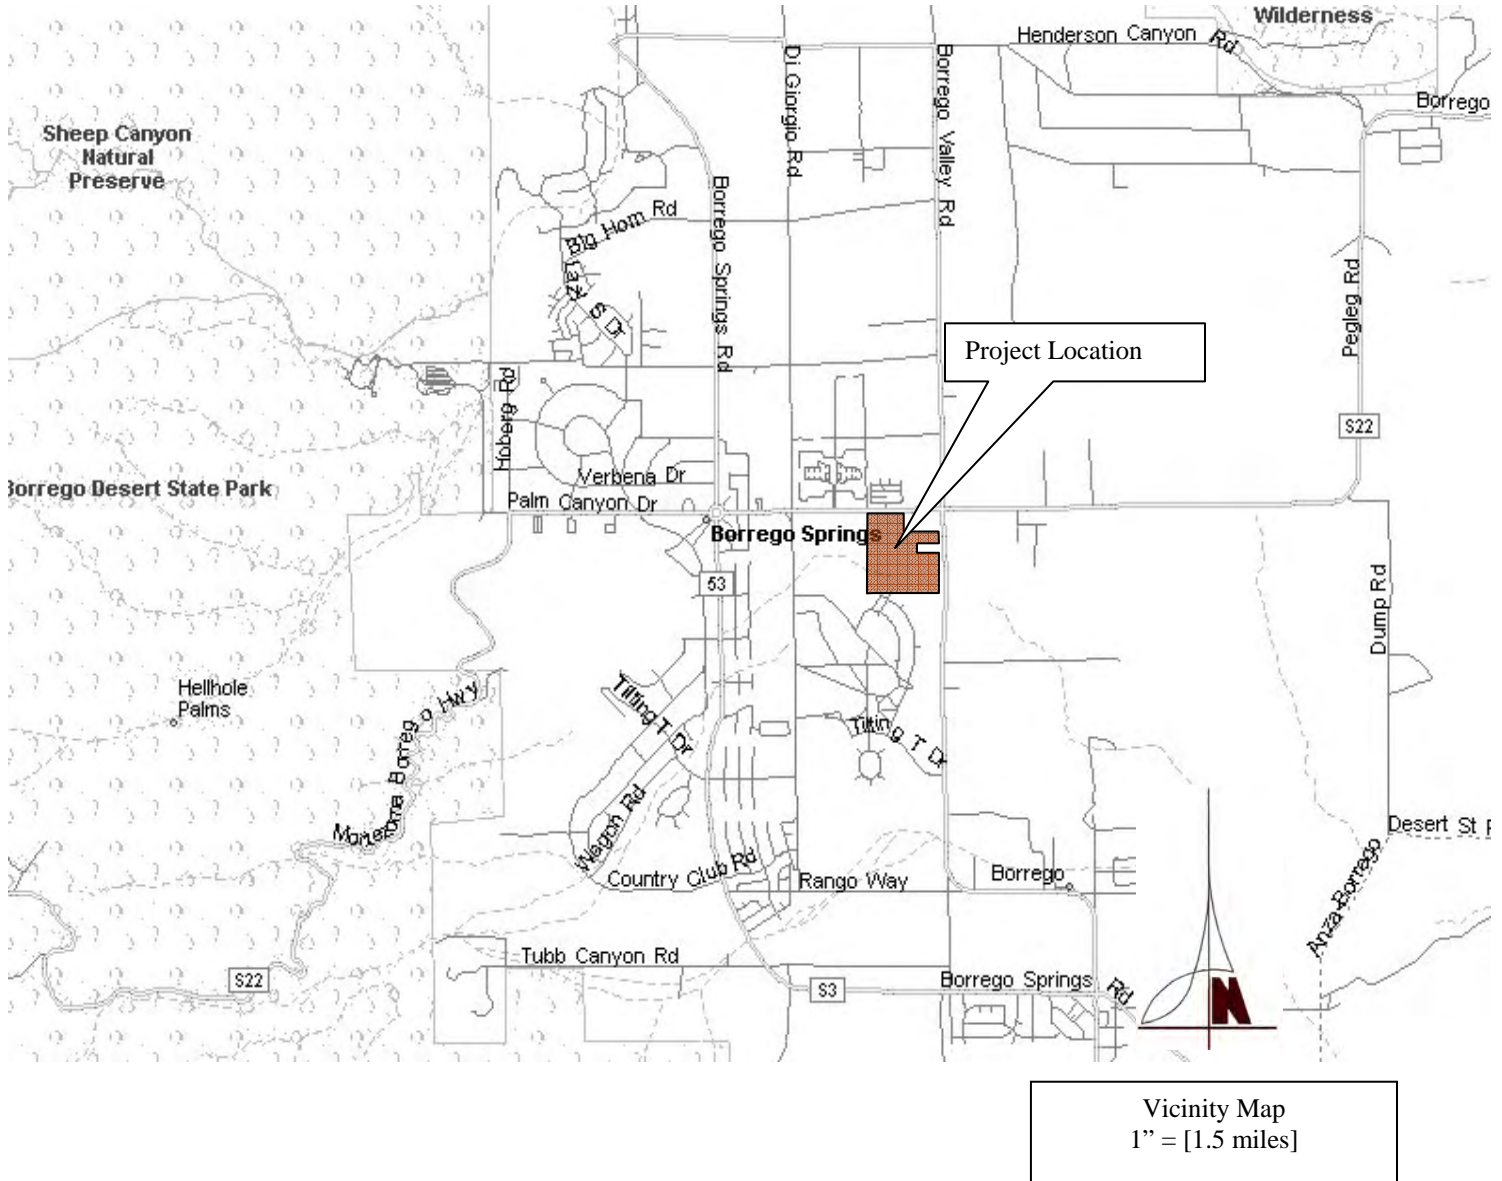 Wilderness
Henderson Canyon Rd
Borrego
Di Giorgio Rd
Borrego Valley Rd
Sheep Canyon
Natural
Preserve
Borrego Springs Rd
Big Horn Rd
Lazy S Dr
Pegleg Rd
Project Location
Hoberg Rd
S22
Verbena Dr
Borrego Desert State Park
Palm Canyon Dr
Borrego Springs
53
Dump Rd
Hellhole
Palms
Tilting T Dr
Tilting T Dr
Montezuma Borrego Hwy
Wagon Rd
Desert St P
Country Club Rd
Rango Way
Borrego
Anza-Borrego
Tubb Canyon Rd
S22
S3
Borrego Springs Rd
N
Vicinity Map
1” = [1.5 miles]